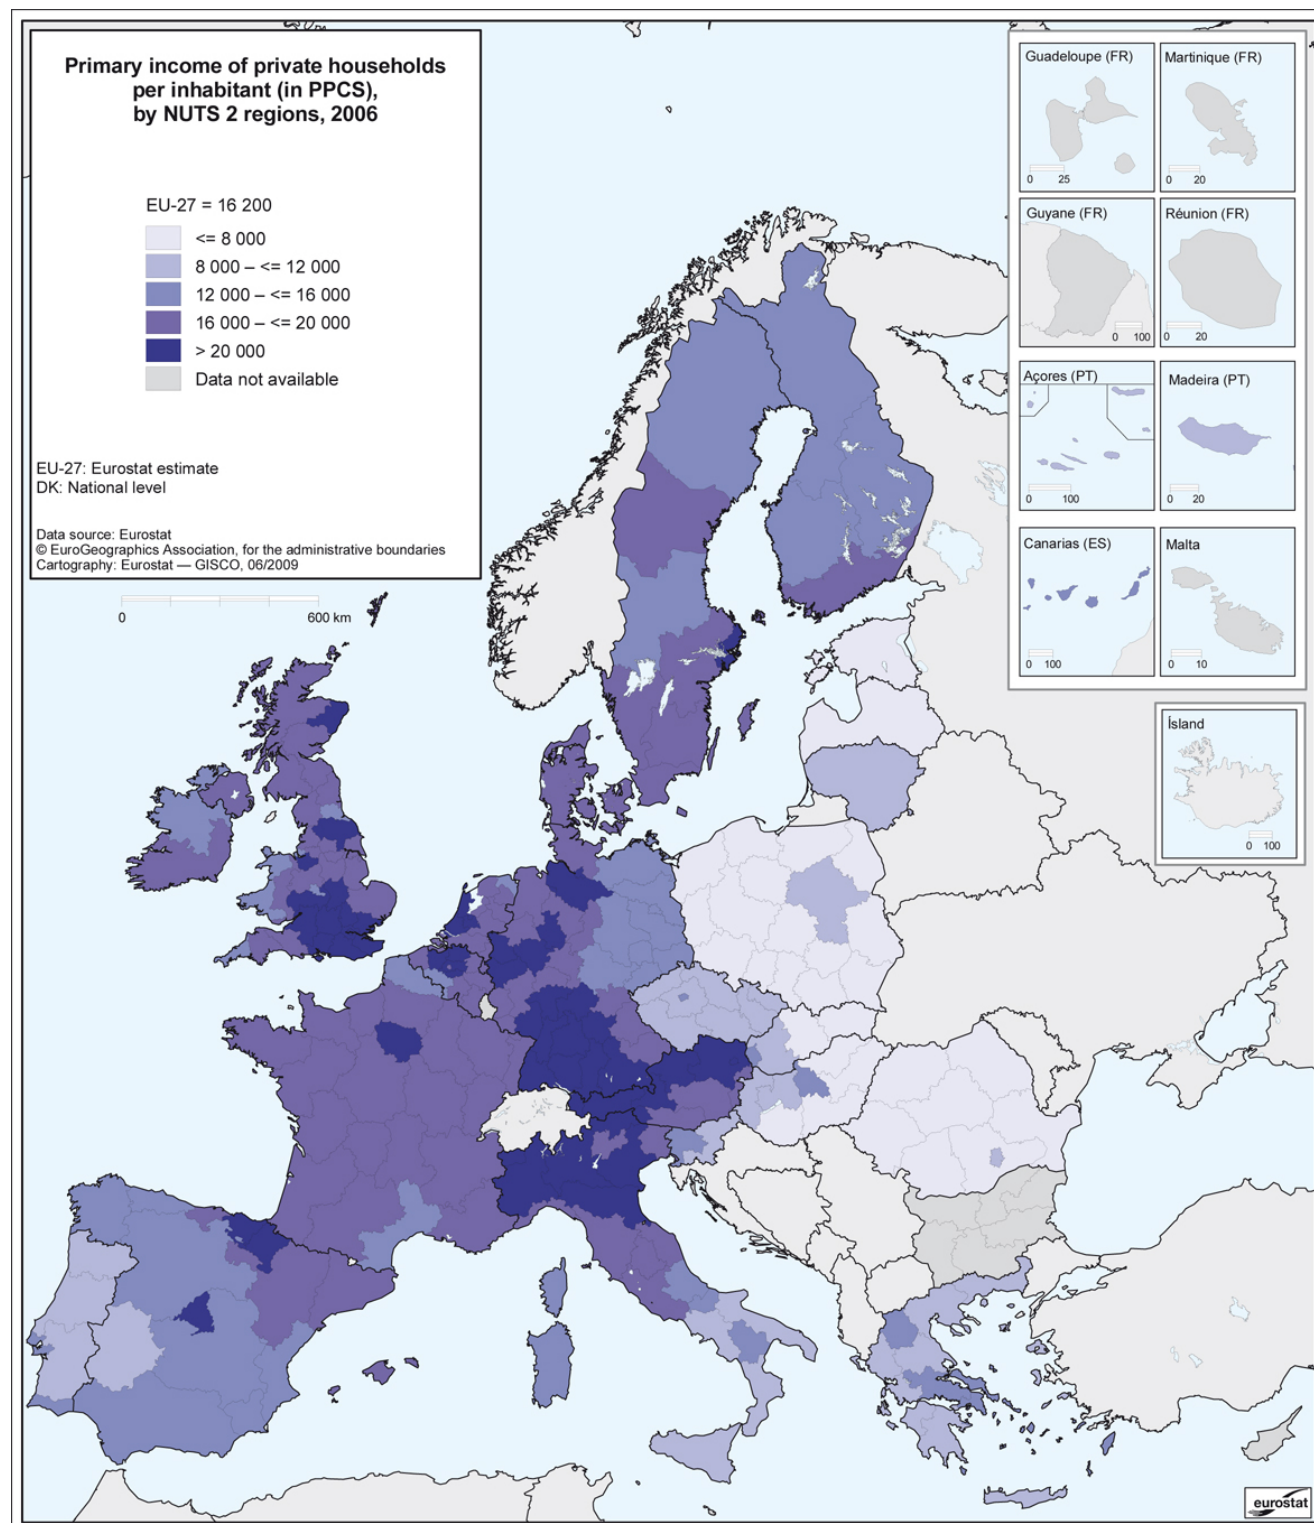 Primary income of private households
per inhabitant (in PPCS),
by NUTS 2 regions, 2006
EU-27 = 16 200
<= 8 000
8 000 – <= 12 000
12 000 – <= 16 000
16 000 – <= 20 000
> 20 000
Data not available
EU-27: Eurostat estimate
DK: National level
Data source: Eurostat
© EuroGeographics Association, for the administrative boundaries
Cartography: Eurostat — GISCO, 06/2009
0 600 km
Guadeloupe (FR)
0 25
Martinique (FR)
0 20
Guyane (FR)
0 100
Réunion (FR)
0 20
Açores (PT)
0 100
Madeira (PT)
0 20
Canarias (ES)
0 100
Malta
0 10
Ísland
0 100
eurostat